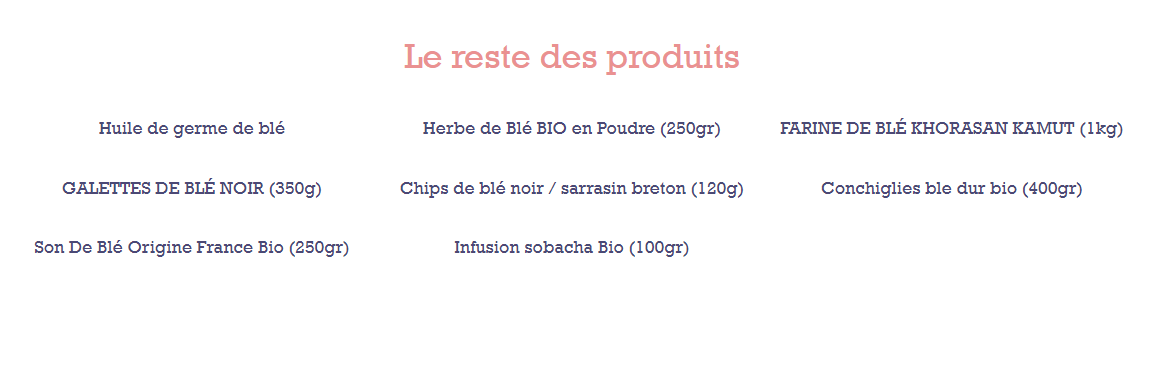 Le reste des produits
Huile de germe de blé
Herbe de Blé BIO en Poudre (250gr)
FARINE DE BLÉ KHORASAN KAMUT (1kg)
GALETTES DE BLÉ NOIR (350g)
Chips de blé noir / sarrasin breton (120g)
Conchiglies ble dur bio (400gr)
Son De Blé Origine France Bio (250gr)
Infusion sobacha Bio (100gr)